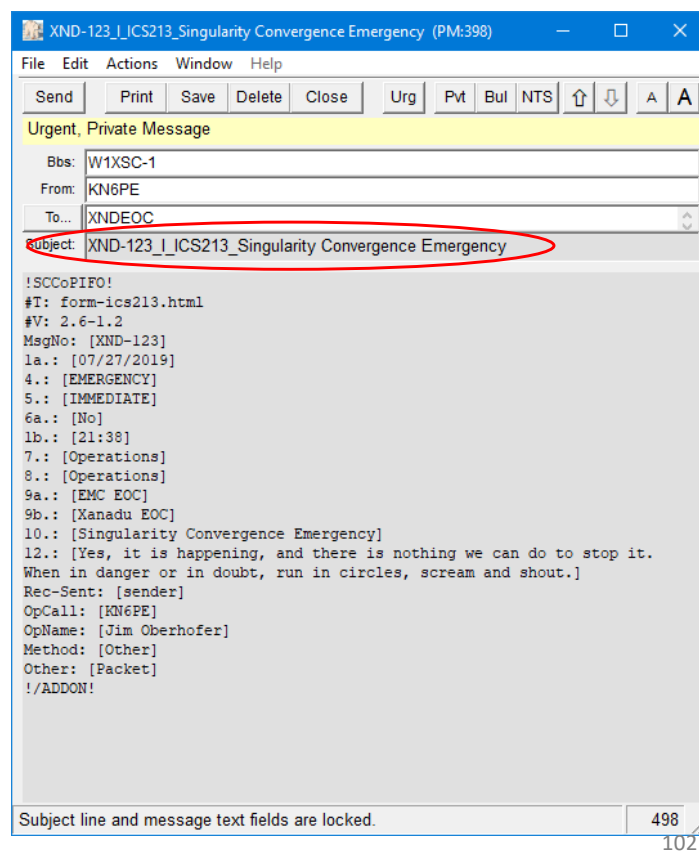 XND-123_I_ICS213_Singularity Convergence Emergency (PM:398)
File Edit Actions Window Help
Send Print Save Delete Close Urg Pvt Bul NTS A A
Urgent, Private Message
Bbs: W1XSC-1
From: KN6PE
To... XNDEOC
Subject: XND-123_I_ICS213_Singularity Convergence Emergency
!SCCoPIFO!
#T: form-ics213.html
#V: 2.6-1.2
MsgNo: [XND-123]
1a.: [07/27/2019]
4.: [EMERGENCY]
5.: [IMMEDIATE]
6a.: [No]
1b.: [21:38]
7.: [Operations]
8.: [Operations]
9a.: [EMC EOC]
9b.: [Xanadu EOC]
10.: [Singularity Convergence Emergency]
12.: [Yes, it is happening, and there is nothing we can do to stop it.
When in danger or in doubt, run in circles, scream and shout.]
Rec-Sent: [sender]
OpCall: [KN6PE]
OpName: [Jim Oberhofer]
Method: [Other]
Other: [Packet]
!/ADDON!
Subject line and message text fields are locked. 498
102